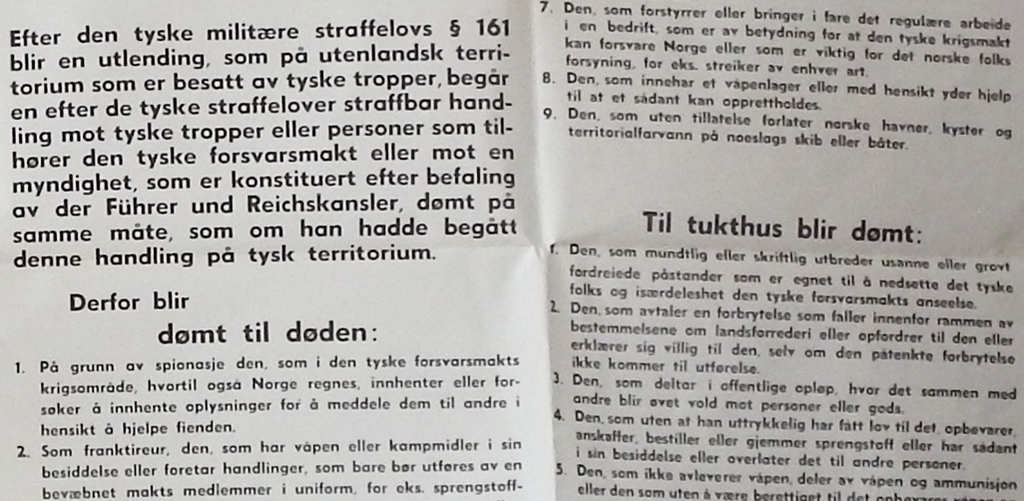 Efter den tyske militære straffelovs § 161
blir en utlending, som på utenlandsk terri-
torium som er besatt av tyske tropper, begår
en efter de tyske straffelover straffbar hand-
ling mot tyske tropper eller personer som til-
hører den tyske forsvarsmakt eller mot en
myndighet, som er konstituert efter befaling
av der Führer und Reichskansler, dømt på
samme måte, som om han hadde begått
denne handling på tysk territorium.
Derfor blir
dømt til døden:
1. På grunn av spionasje den, som i den tyske forsvarsmakts
krigsområde, hvortil også Norge regnes, innhenter eller for-
søker å innhente oplysninger for å meddele dem til andre i
hensikt å hjelpe fienden.
2. Som franktireur, den, som har våpen eller kampmidler i sin
besiddelse eller foretar handlinger, som bare bør utføres av en
bevæbnet makts medlemmer i uniform, for eks. sprengstoff-
7. Den, som forstyrrer eller bringer i fare det regulære arbeide
i en bedrift, som er av betydning for at den tyske krigsmakt
kan forsvare Norge eller som er viktig for det norske folks
forsyning, for eks. streiker av enhver art.
8. Den, som innehar et våpenlager eller med hensikt yder hjelp
til at et sådant kan opprettholdes.
9. Den, som uten tillatelse forlater norske havner, kyster og
territorialfarvann på noeslags skib eller båter.
Til tukthus blir dømt:
1. Den, som mundtlig eller skriftlig utbreder usanne eller grovt
fordreiede påstander som er egnet til å nedsette det tyske
folks og isærdeleshet den tyske forsvarsmakts anseelse.
2. Den, som avtaler en forbrytelse som faller innenfor rammen av
bestemmelsene om landsforrederi eller opfordrer til den eller
erklærer sig villig til den, selv om den påtenkte forbrytelse
ikke kommer til utførelse.
3. Den, som deltar i offentlige opløp, hvor det sammen med
andre blir øvet vold mot personer eller gods.
4. Den, som uten at han uttrykkelig har fått lov til det, opbevarer,
anskaffer, bestiller eller gjemmer sprengstoff eller har sådant
i sin besiddelse eller overlater det til andre personer.
5. Den, som ikke avleverer våpen, deler av våpen og ammunisjon
eller den som uten å være berettiget til det opbevarer